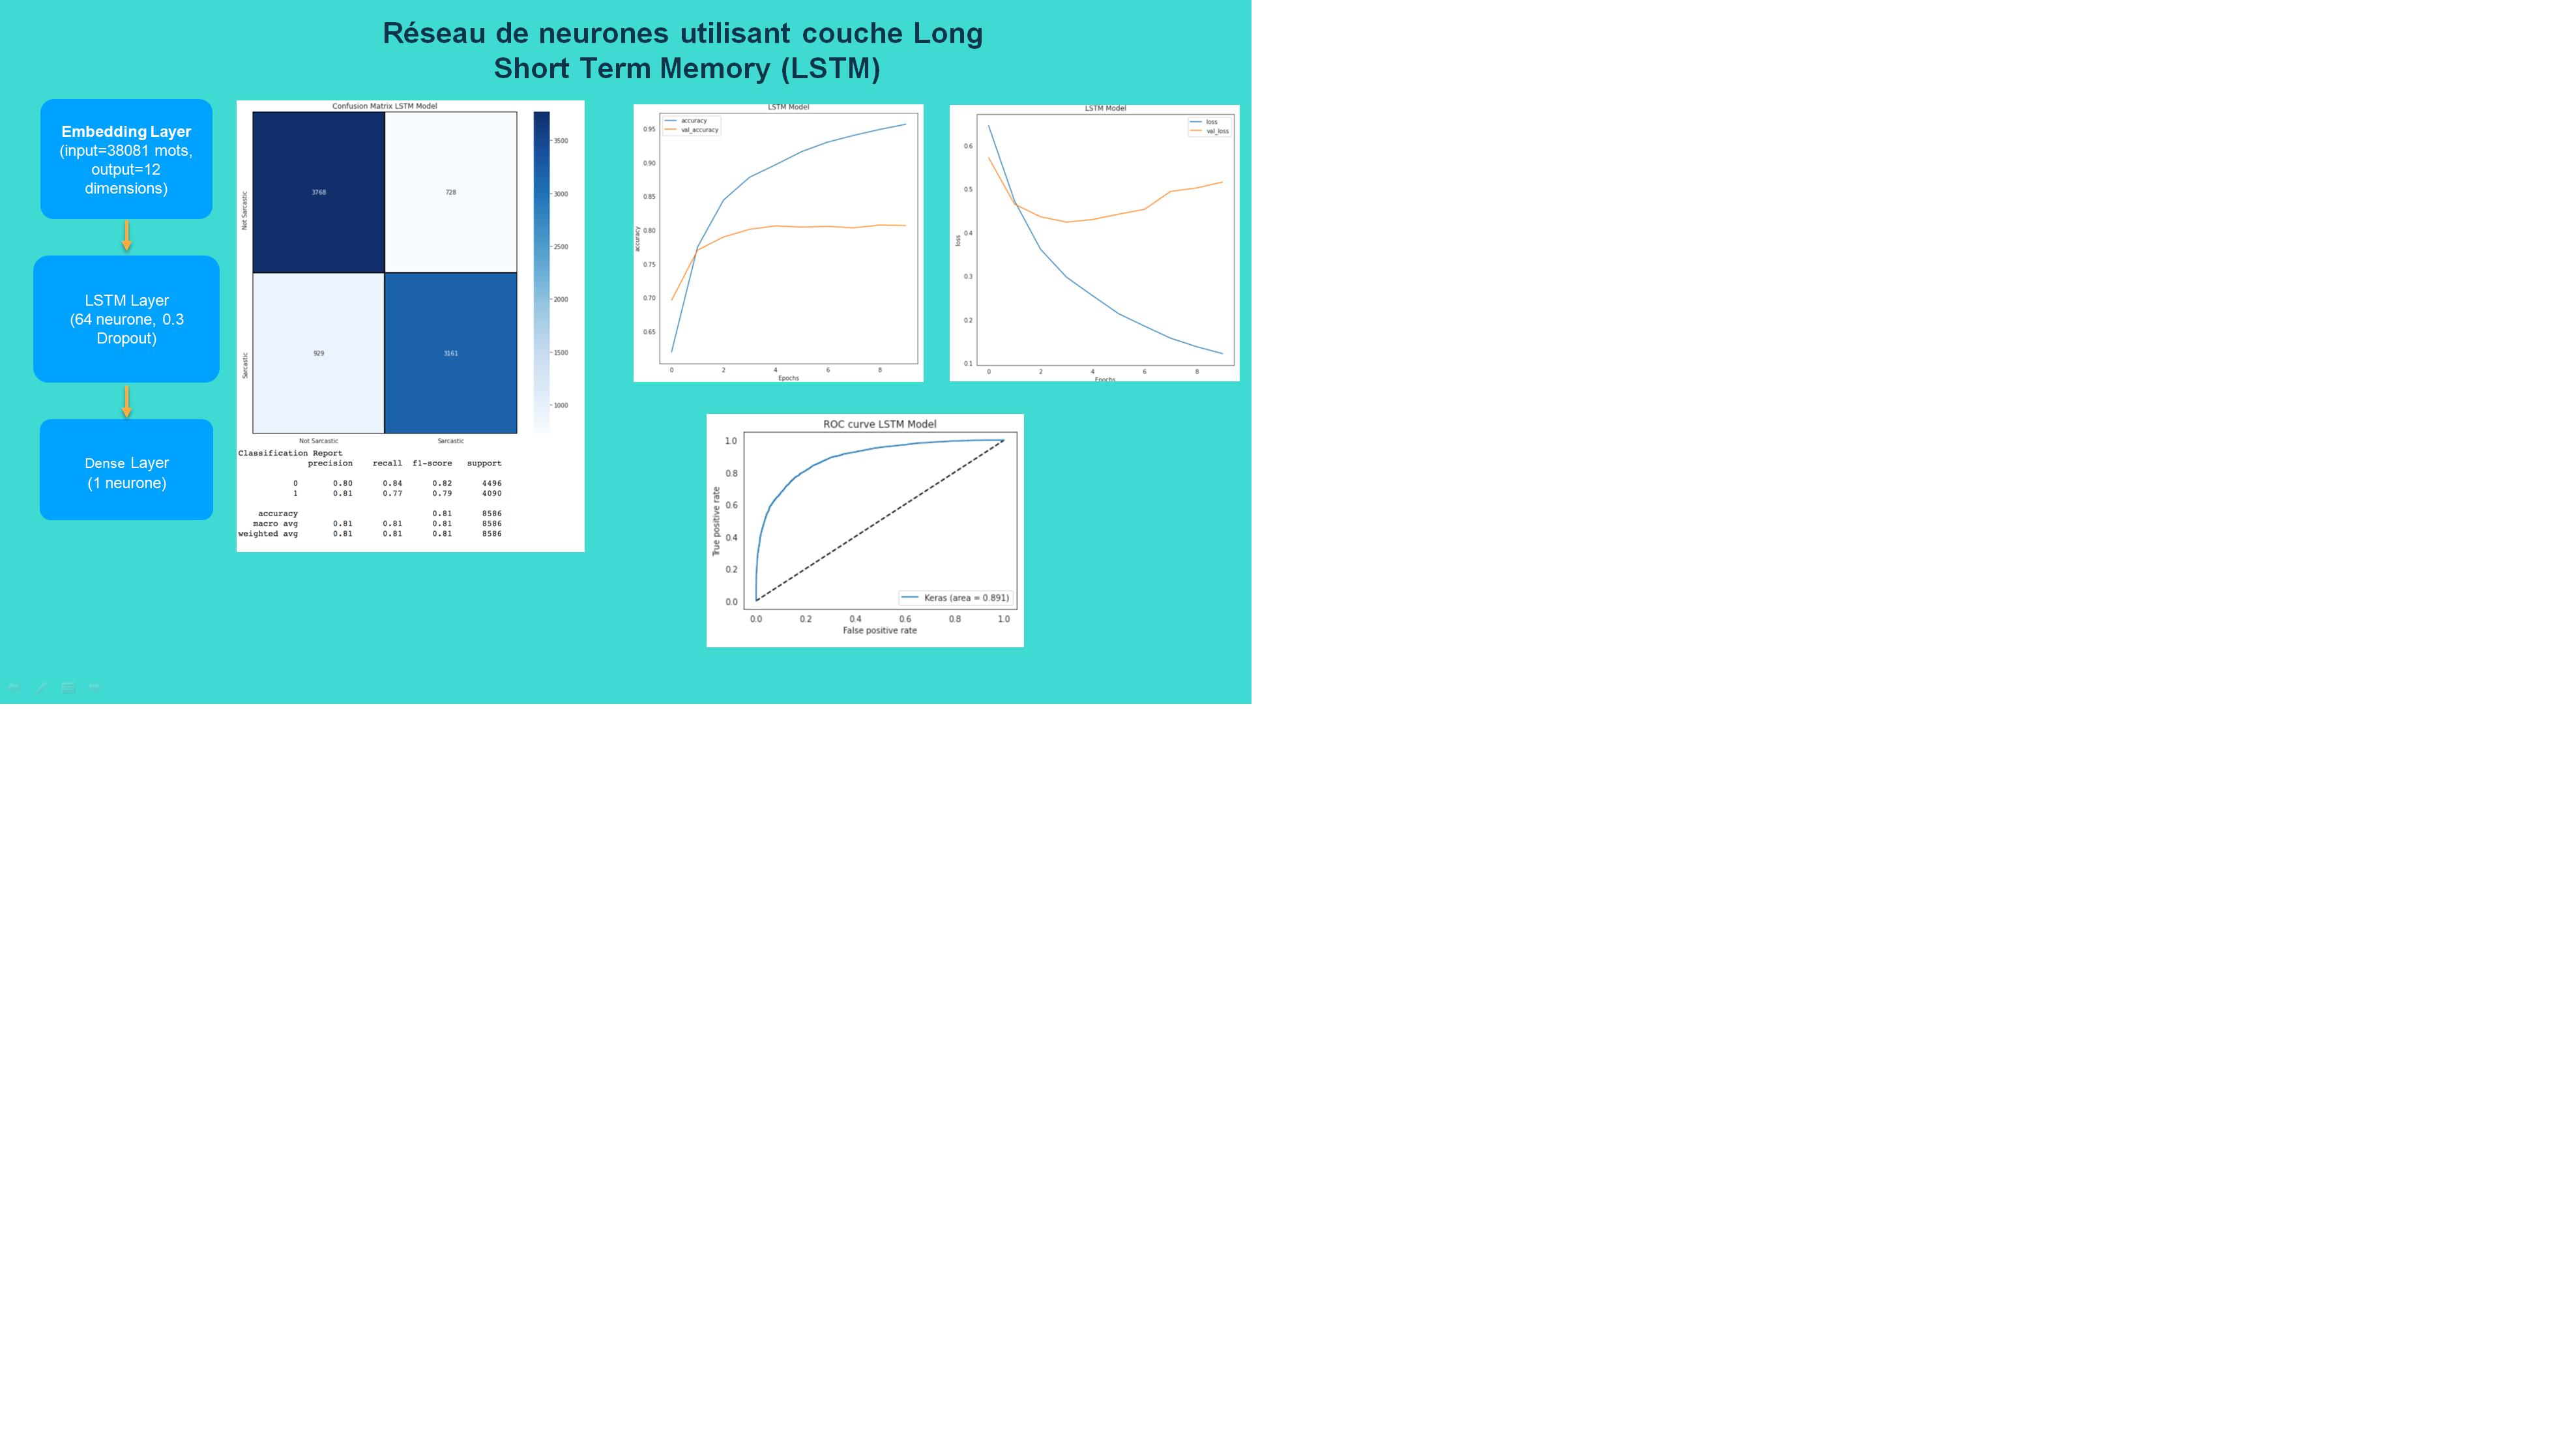 Réseau de neurones utilisant couche Long
Short Term Memory (LSTM)
Embedding Layer
(input=38081 mots,
output=12
dimensions)
LSTM Layer
(64 neurone, 0.3
Dropout)
Dense Layer
(1 neurone)
Confusion Matrix LSTM Model
Not Sarcastic
3768
728
Sarcastic
929
3161
Not Sarcastic
Sarcastic
3500
3000
2500
2000
1500
1000
Classification Report
precision recall f1-score support
0 0.80 0.84 0.82 4496
1 0.81 0.77 0.79 4090
accuracy 0.81 8586
macro avg 0.81 0.81 0.81 8586
weighted avg 0.81 0.81 0.81 8586
LSTM Model
accuracy
val_accuracy
0.95
0.90
0.85
0.80
0.75
0.70
0.65
accuracy
0 2 4 6 8
Epochs
LSTM Model
loss
val_loss
0.6
0.5
0.4
0.3
0.2
0.1
loss
0 2 4 6 8
Epochs
ROC curve LSTM Model
1.0
0.8
0.6
0.4
0.2
0.0
True positive rate
Keras (area = 0.891)
0.0 0.2 0.4 0.6 0.8 1.0
False positive rate